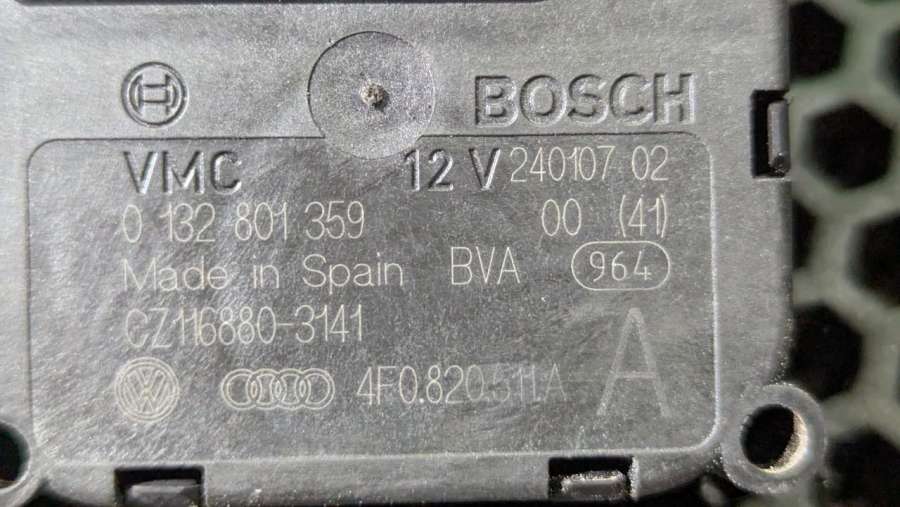 BOSCH
VMC 12 V 240107 02
0 132 801 359 00 (41)
Made in Spain BVA 964
CZ116880-3141
4F0.820.511.A A